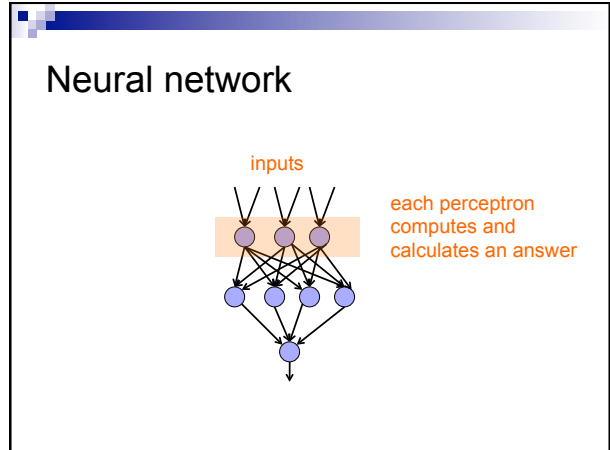 Neural network
inputs
each perceptron
computes and
calculates an answer